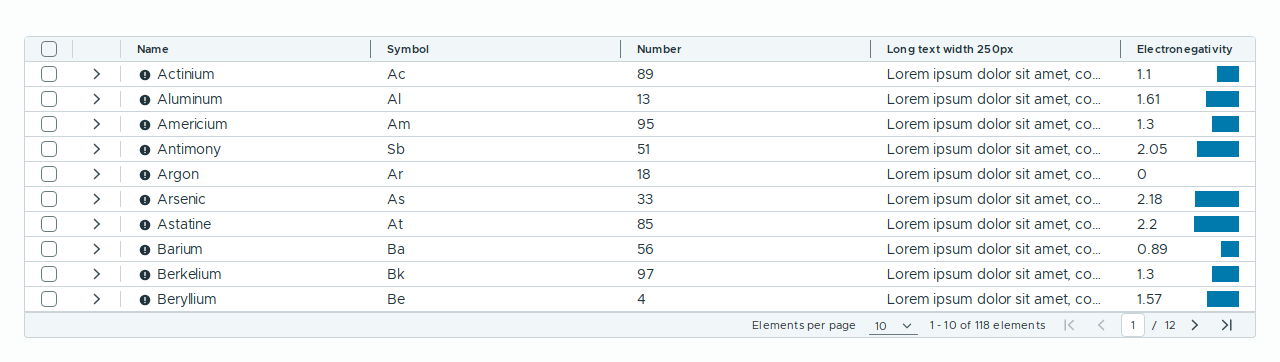 Name Symbol Number Long text width 250px Electronegativity
Actinium Ac 89 Lorem ipsum dolor sit amet, co... 1.1
Aluminum Al 13 Lorem ipsum dolor sit amet, co... 1.61
Americium Am 95 Lorem ipsum dolor sit amet, co... 1.3
Antimony Sb 51 Lorem ipsum dolor sit amet, co... 2.05
Argon Ar 18 Lorem ipsum dolor sit amet, co... 0
Arsenic As 33 Lorem ipsum dolor sit amet, co... 2.18
Astatine At 85 Lorem ipsum dolor sit amet, co... 2.2
Barium Ba 56 Lorem ipsum dolor sit amet, co... 0.89
Berkelium Bk 97 Lorem ipsum dolor sit amet, co... 1.3
Beryllium Be 4 Lorem ipsum dolor sit amet, co... 1.57
Elements per page 10 1 - 10 of 118 elements 1 / 12